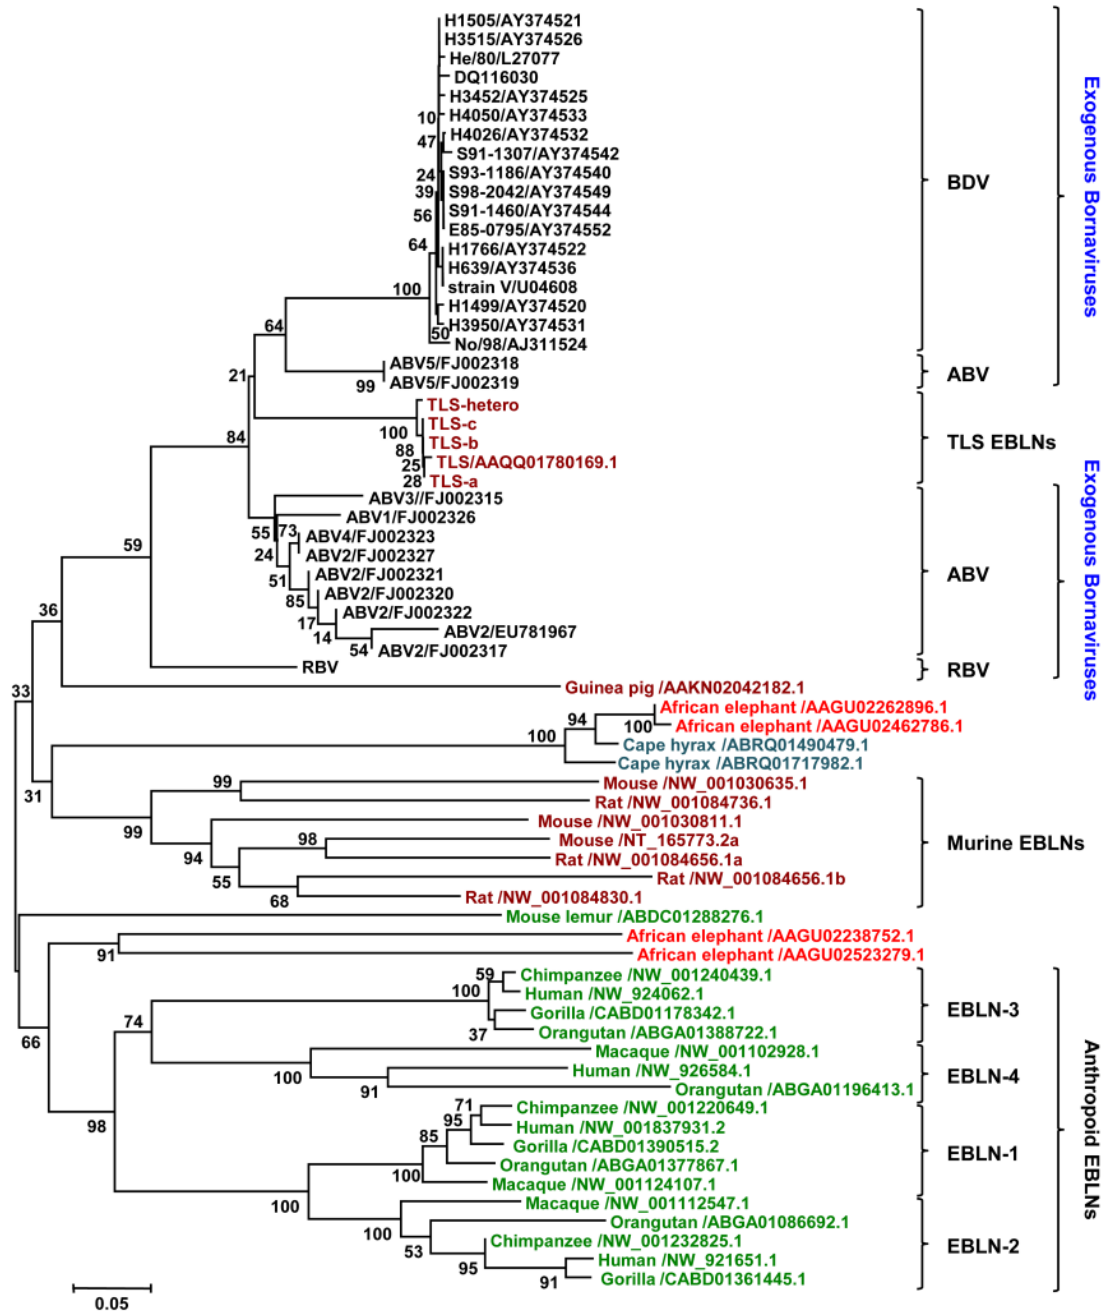 H1505/AY374521
H3515/AY374526
He/80/L27077
DQ116030
H3452/AY374525
H4050/AY374533
10
H4026/AY374532
47
S91-1307/AY374542
S93-1186/AY374540
24
S98-2042/AY374549
39
S91-1460/AY374544
56
E85-0795/AY374552
H1766/AY374522
64
H639/AY374536
strain V/U04608
100
H1499/AY374520
H3950/AY374531
50
No/98/AJ311524
BDV
Exogenous Bornaviruses
64
ABV5/FJ002318
ABV5/FJ002319
99
ABV
21
TLS-hetero
TLS-c
100
TLS-b
88
TLS/AAQQ01780169.1
25
TLS-a
28
TLS EBLNs
84
ABV3//FJ002315
ABV1/FJ002326
55
73
ABV4/FJ002323
24
ABV2/FJ002327
ABV2/FJ002321
51
ABV2/FJ002320
85
ABV2/FJ002322
17
ABV2/EU781967
14
ABV2/FJ002317
54
ABV
Exogenous Bornaviruses
59
RBV
RBV
36
Guinea pig /AAKN02042182.1
33
African elephant /AAGU02262896.1
94
African elephant /AAGU02462786.1
100
100
Cape hyrax /ABRQ01490479.1
Cape hyrax /ABRQ01717982.1
31
99
Mouse /NW_001030635.1
Rat /NW_001084736.1
99
Mouse /NW_001030811.1
98
Mouse /NT_165773.2a
94
Rat /NW_001084656.1a
55
Rat /NW_001084656.1b
68
Rat /NW_001084830.1
Murine EBLNs
Mouse lemur /ABDC01288276.1
African elephant /AAGU02238752.1
91
African elephant /AAGU02523279.1
66
59
Chimpanzee /NW_001240439.1
100
Human /NW_924062.1
Gorilla /CABD01178342.1
37
Orangutan /ABGA01388722.1
EBLN-3
74
Macaque /NW_001102928.1
100
Human /NW_926584.1
91
Orangutan /ABGA01196413.1
EBLN-4
Anthropoid EBLNs
98
71
Chimpanzee /NW_001220649.1
95
Human /NW_001837931.2
85
Gorilla /CABD01390515.2
Orangutan /ABGA01377867.1
100
Macaque /NW_001124107.1
EBLN-1
100
Macaque /NW_001112547.1
100
Orangutan /ABGA01086692.1
53
Chimpanzee /NW_001232825.1
95
Human /NW_921651.1
91
Gorilla /CABD01361445.1
EBLN-2
0.05